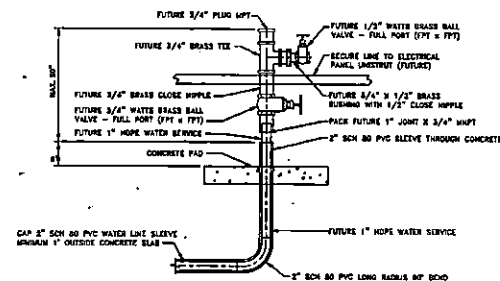 FUTURE 3/4" PLUG MPT
FUTURE 1/2" WATTS BRASS BALL
VALVE - FULL PORT (FPT x FPT)
FUTURE 3/4" BRASS TEE
SECURE LINE TO ELECTRICAL
PANEL UNISTRUT (FUTURE)
MAX. 30"
FUTURE 3/4" BRASS CLOSE NIPPLE
FUTURE 3/4" X 1/2" BRASS
BUSHING WITH 1/2" CLOSE NIPPLE
FUTURE 3/4" WATTS BRASS BALL
VALVE - FULL PORT (FPT x FPT)
PACK FUTURE 1" JOINT X 3/4" MNPT
FUTURE 1" HDPE WATER SERVICE
2" SCH 80 PVC SLEEVE THROUGH CONCRETE
CONCRETE PAD
CAP 2" SCH 80 PVC WATER LINE SLEEVE
MINIMUM 1' OUTSIDE CONCRETE SLAB
FUTURE 1" HDPE WATER SERVICE
2" SCH 80 PVC LONG RADIUS 90° BEND